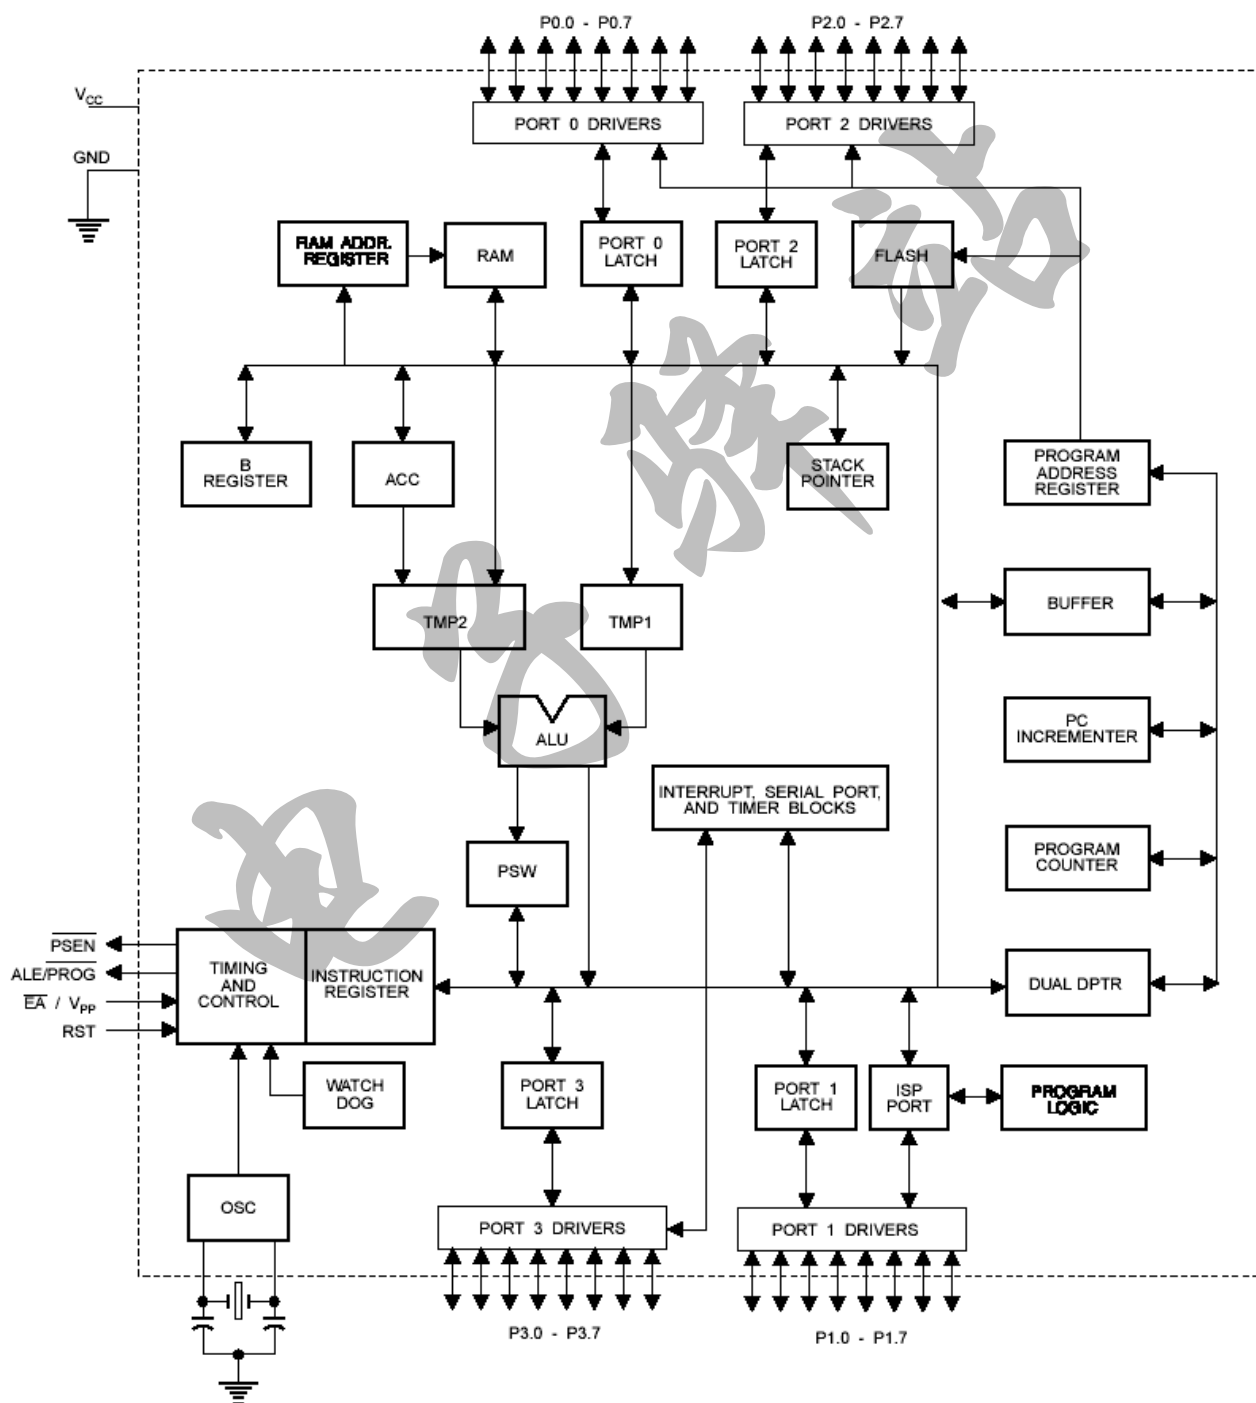 P0.0 - P0.7
P2.0 - P2.7
VCC
GND
PORT 0 DRIVERS
PORT 2 DRIVERS
RAM ADDR.
REGISTER
RAM
PORT 0
LATCH
PORT 2
LATCH
FLASH
B
REGISTER
ACC
STACK
POINTER
PROGRAM
ADDRESS
REGISTER
TMP2
TMP1
BUFFER
ALU
PC
INCREMENTER
INTERRUPT, SERIAL PORT,
AND TIMER BLOCKS
PSW
PROGRAM
COUNTER
PSEN
ALE/PROG
EA / VPP
RST
TIMING
AND
CONTROL
INSTRUCTION
REGISTER
DUAL DPTR
WATCH
DOG
PORT 3
LATCH
PORT 1
LATCH
ISP
PORT
PROGRAM
LOGIC
OSC
PORT 3 DRIVERS
PORT 1 DRIVERS
P3.0 - P3.7
P1.0 - P1.7